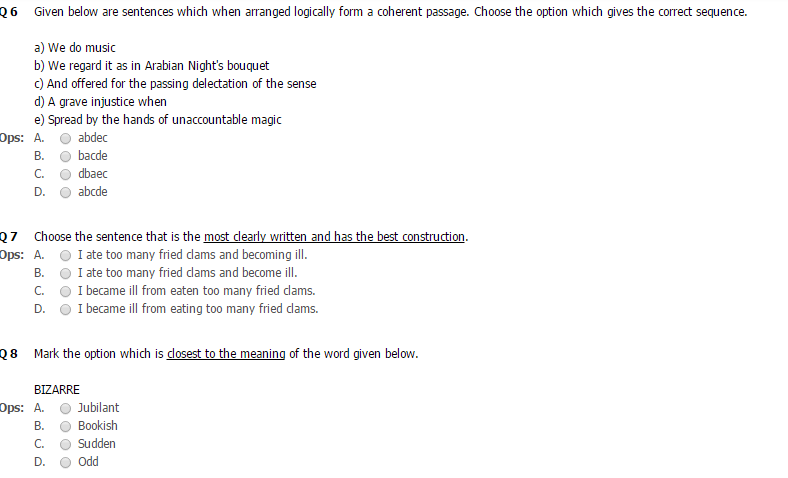 Q 6 Given below are sentences which when arranged logically form a coherent passage. Choose the option which gives the correct sequence.
a) We do music
b) We regard it as in Arabian Night's bouquet
c) And offered for the passing delectation of the sense
d) A grave injustice when
e) Spread by the hands of unaccountable magic
Ops: A. abdec
B. bacde
C. dbaec
D. abcde
Q 7 Choose the sentence that is the most clearly written and has the best construction.
Ops: A. I ate too many fried clams and becoming ill.
B. I ate too many fried clams and become ill.
C. I became ill from eaten too many fried clams.
D. I became ill from eating too many fried clams.
Q 8 Mark the option which is closest to the meaning of the word given below.
BIZARRE
Ops: A. Jubilant
B. Bookish
C. Sudden
D. Odd